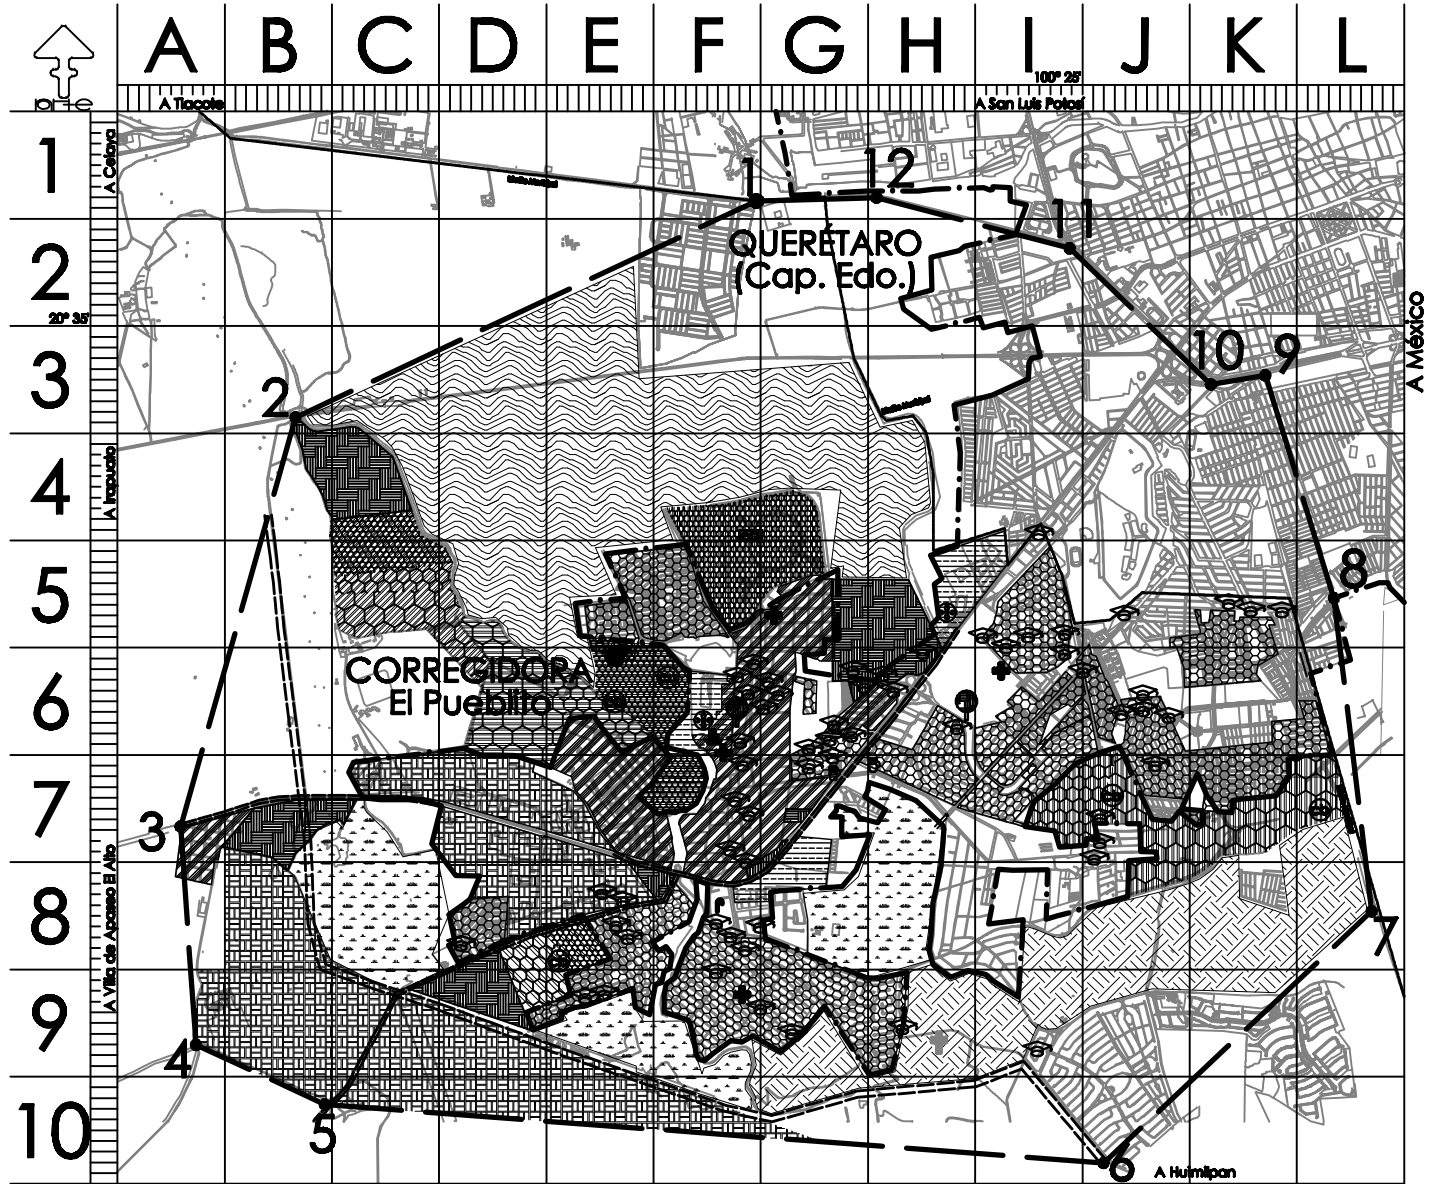 A B C D E F G H I J K L
100° 25'
n-r-t-e
A Tlacote
A San Luis Potosí
1
A Celaya
1
12
11
QUERETARO
(Cap. Edo.)
2
20° 35'
A México
3
10
9
2
4
A Irapuato
5
8
CORREGIDORA
El Pueblito
6
7
3
A Villa de Apaseo El Alto
8
7
9
4
10
5
6
A Huimilpan